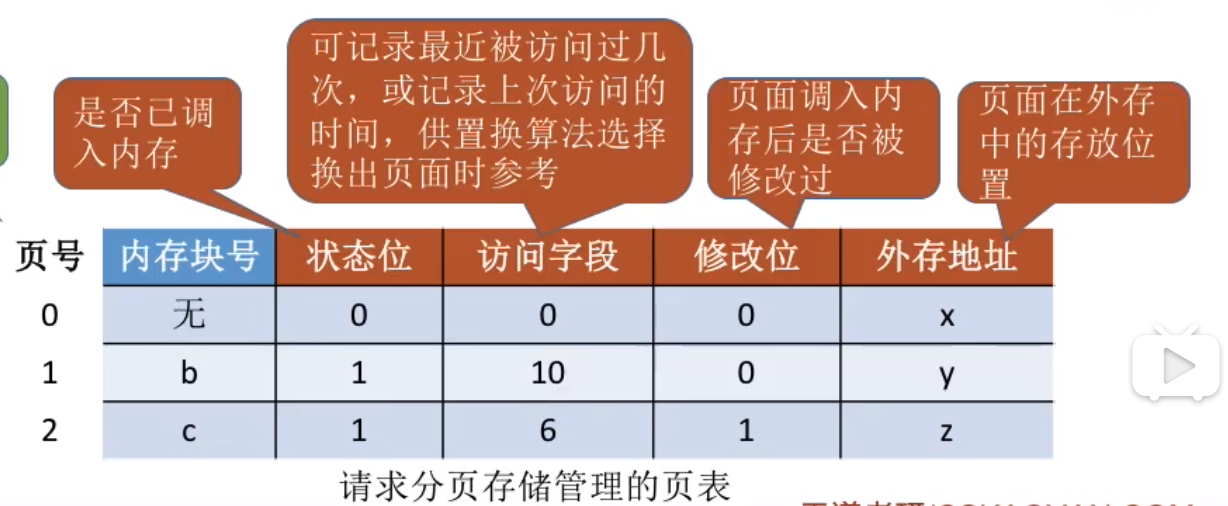 可记录最近被访问过几
次，或记录上次访问的
时间，供置换算法选择
换出页面时参考
是否已调
入内存
页面调入内
存后是否被
修改过
页面在外存
中的存放位
置
页号 内存块号 状态位 访问字段 修改位 外存地址
0 无 0 0 0 x
1 b 1 10 0 y
2 c 1 6 1 z
请求分页存储管理的页表